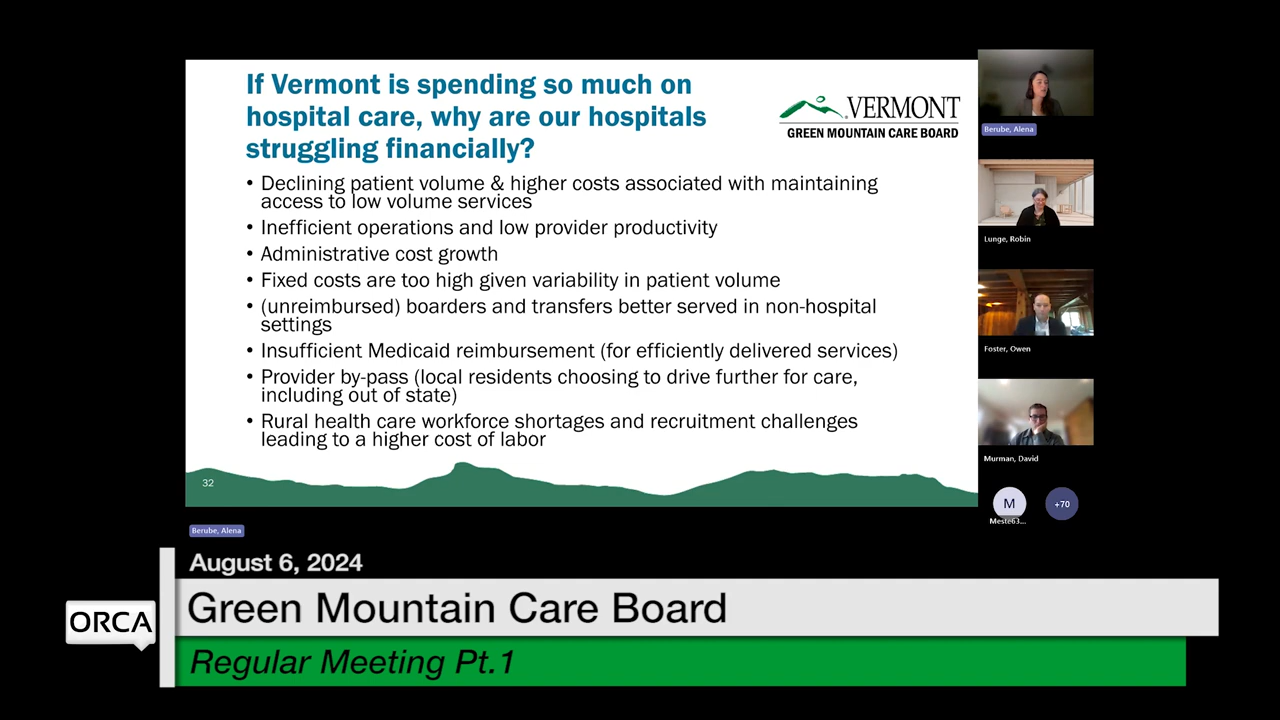 If Vermont is spending so much on
hospital care, why are our hospitals
struggling financially?
VERMONT
GREEN MOUNTAIN CARE BOARD
• Declining patient volume & higher costs associated with maintaining
access to low volume services
• Inefficient operations and low provider productivity
• Administrative cost growth
• Fixed costs are too high given variability in patient volume
• (unreimbursed) boarders and transfers better served in non-hospital
settings
• Insufficient Medicaid reimbursement (for efficiently delivered services)
• Provider by-pass (local residents choosing to drive further for care,
including out of state)
• Rural health care workforce shortages and recruitment challenges
leading to a higher cost of labor
32
Berube, Alena
Berube, Alena
Lunge, Robin
Foster, Owen
Murman, David
M
Meste63...
+70
August 6, 2024
ORCA
Green Mountain Care Board
Regular Meeting Pt.1